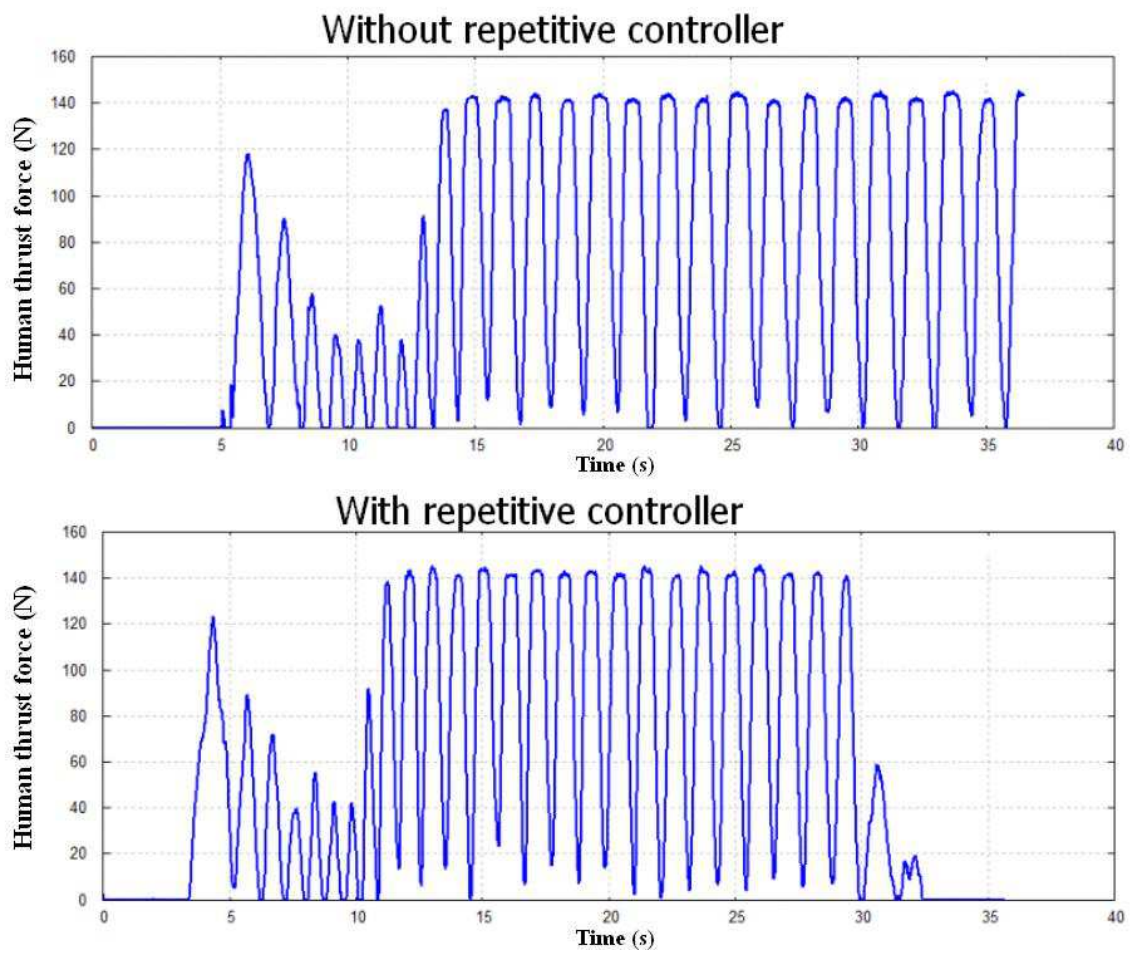 Without repetitive controller
160
140
120
100
80
60
40
20
0
Human thrust force (N)
0 5 10 15 20 25 30 35 40
Time (s)
With repetitive controller
160
140
120
100
80
60
40
20
0
Human thrust force (N)
0 5 10 15 20 25 30 35 40
Time (s)